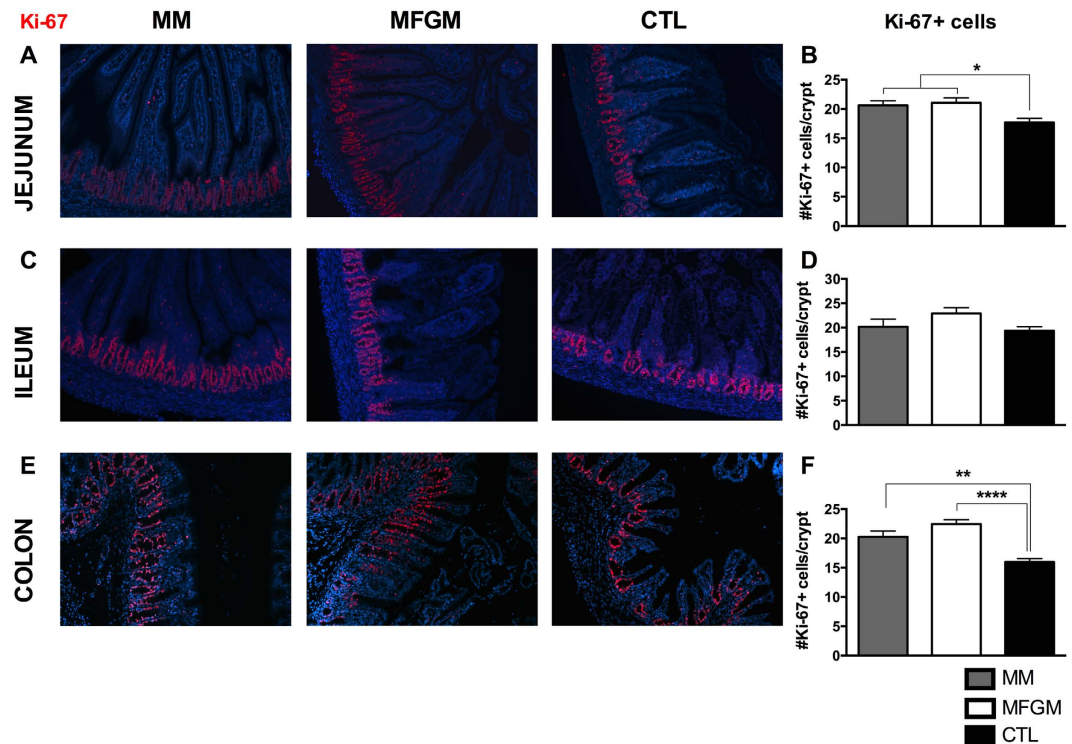 Ki-67 MM MFGM CTL Ki-67+ cells
A
JEJUNUM
B
*
#Ki-67+ cells/crypt
25
20
15
10
5
0
C
ILEUM
D
#Ki-67+ cells/crypt
30
25
20
15
10
5
0
E
COLON
F
**
****
#Ki-67+ cells/crypt
25
20
15
10
5
0
MM
MFGM
CTL